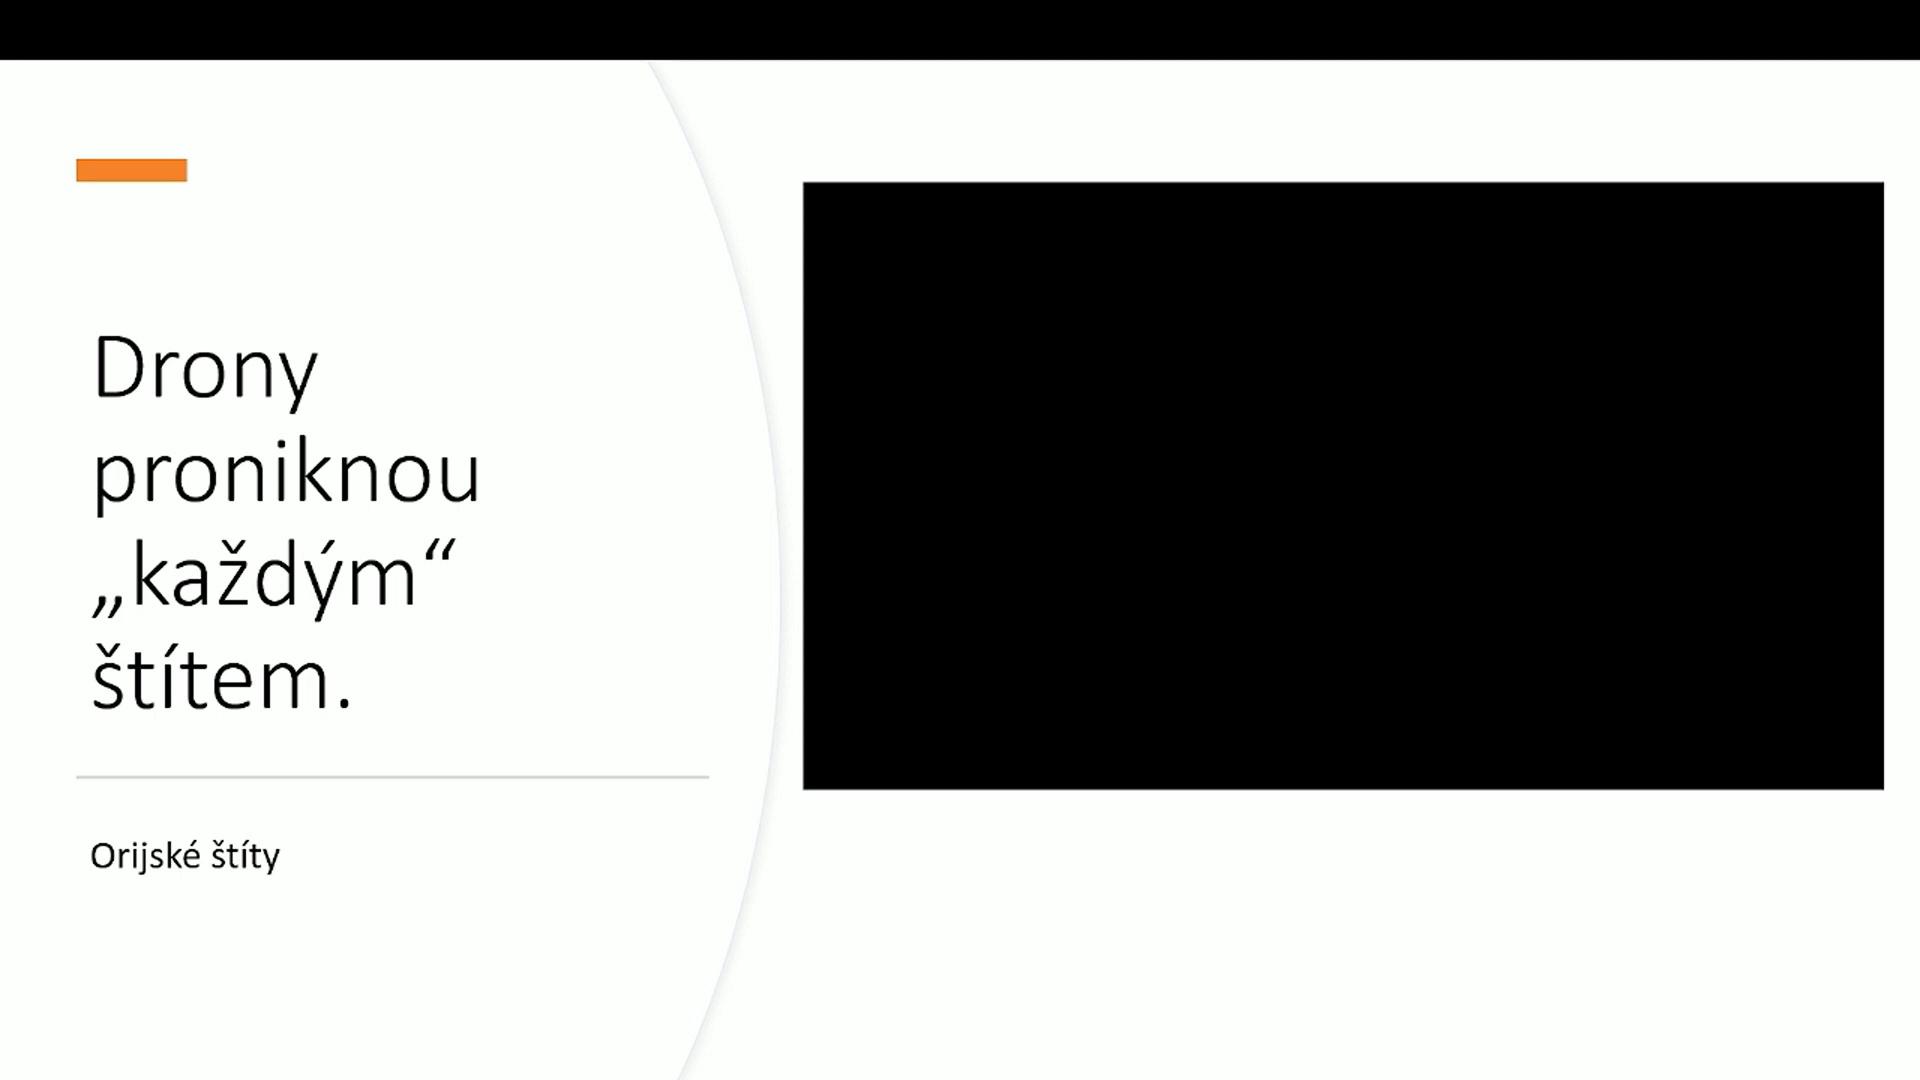 Drony
proniknou
„každým“
štítem.
Orijské štíty